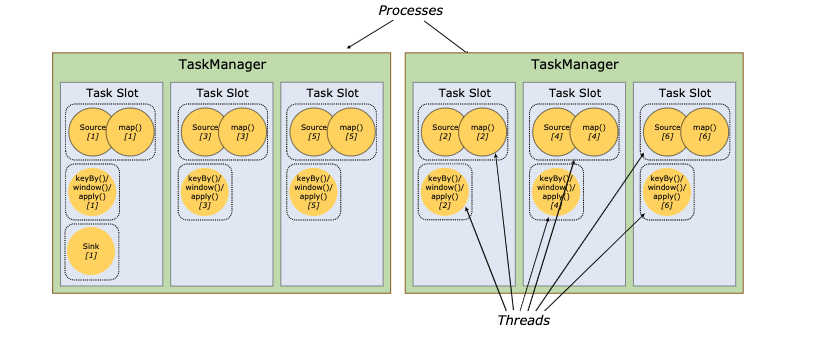 Processes
TaskManager
Task Slot
Source
[1]
map()
[1]
keyBy()/
window()/
apply()
[1]
Sink
[1]
Task Slot
Source
[3]
map()
[3]
keyBy()/
window()/
apply()
[3]
Task Slot
Source
[5]
map()
[5]
keyBy()/
window()/
apply()
[5]
TaskManager
Task Slot
Source
[2]
map()
[2]
keyBy()/
window()/
apply()
[2]
Task Slot
Source
[4]
map()
[4]
keyBy()/
window()/
apply()
[4]
Task Slot
Source
[6]
map()
[6]
keyBy()/
window()/
apply()
[6]
Threads